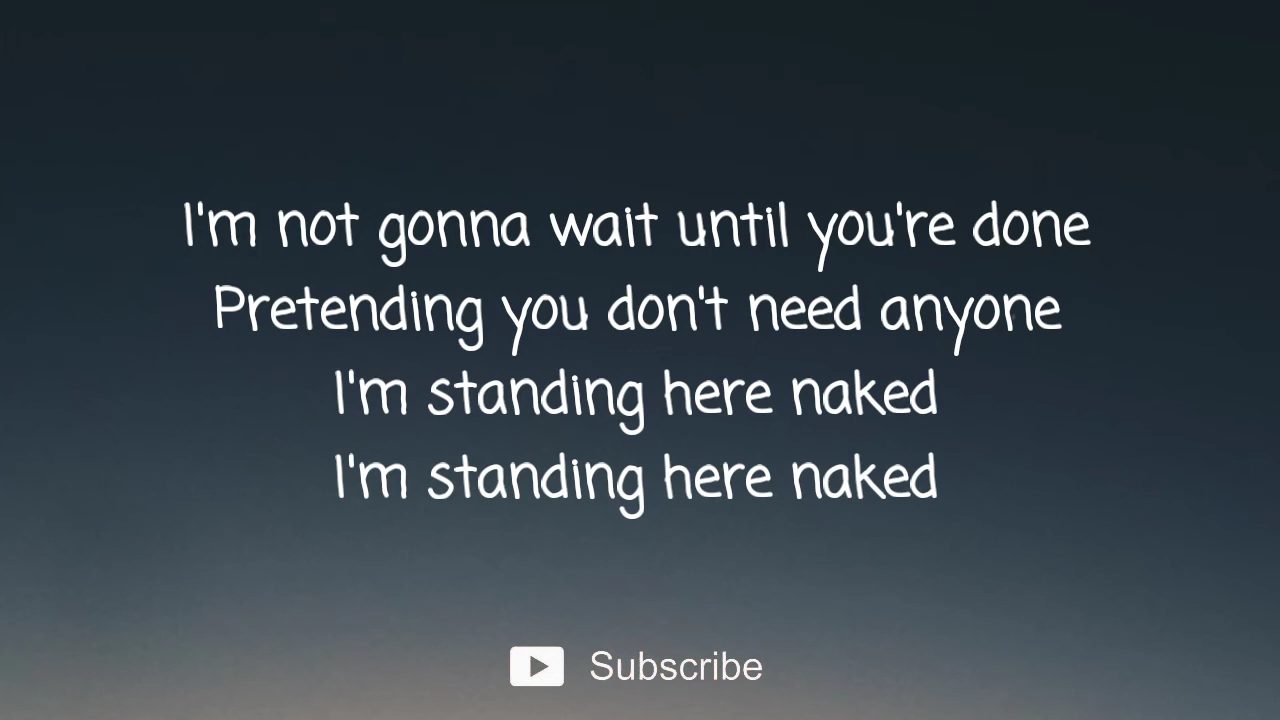 I'm not gonna wait until you're done
Pretending you don't need anyone
I'm standing here naked
I'm standing here naked
Subscribe